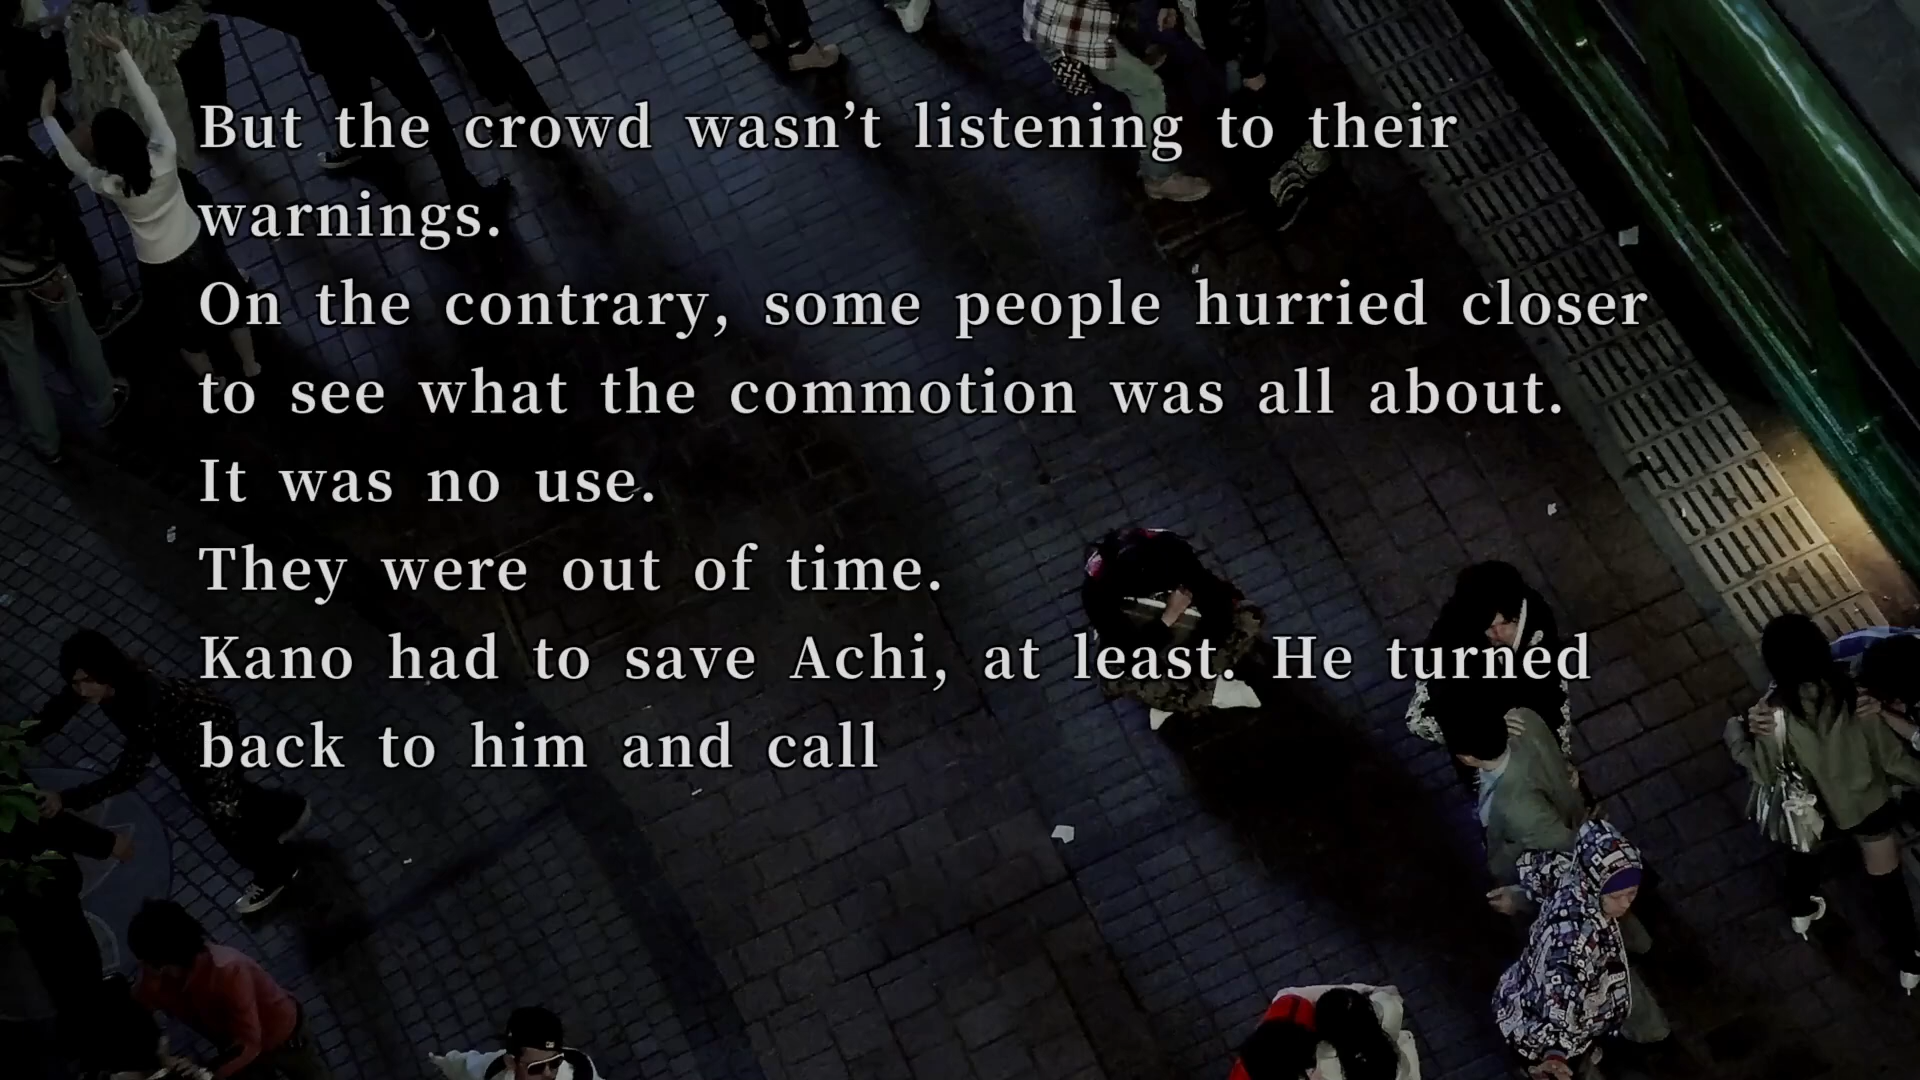 But the crowd wasn’t listening to their
warnings.
On the contrary, some people hurried closer
to see what the commotion was all about.
It was no use.
They were out of time.
Kano had to save Achi, at least. He turned
back to him and call